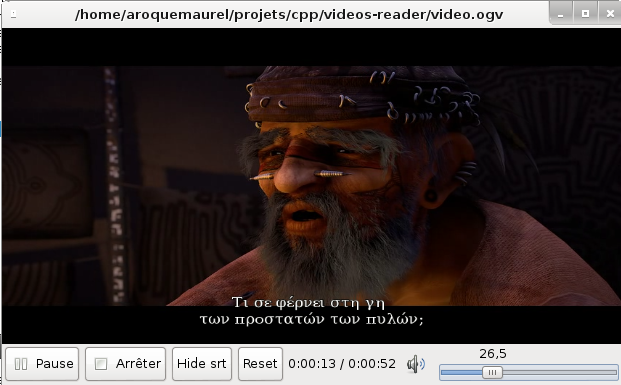 /home/aroquemaurel/projets/cpp/videos-reader/video.ogv
Τι σε φέρνει στη γη
των προστατών των πυλών;
26,5
Pause Arrêter Hide srt Reset 0:00:13 / 0:00:52